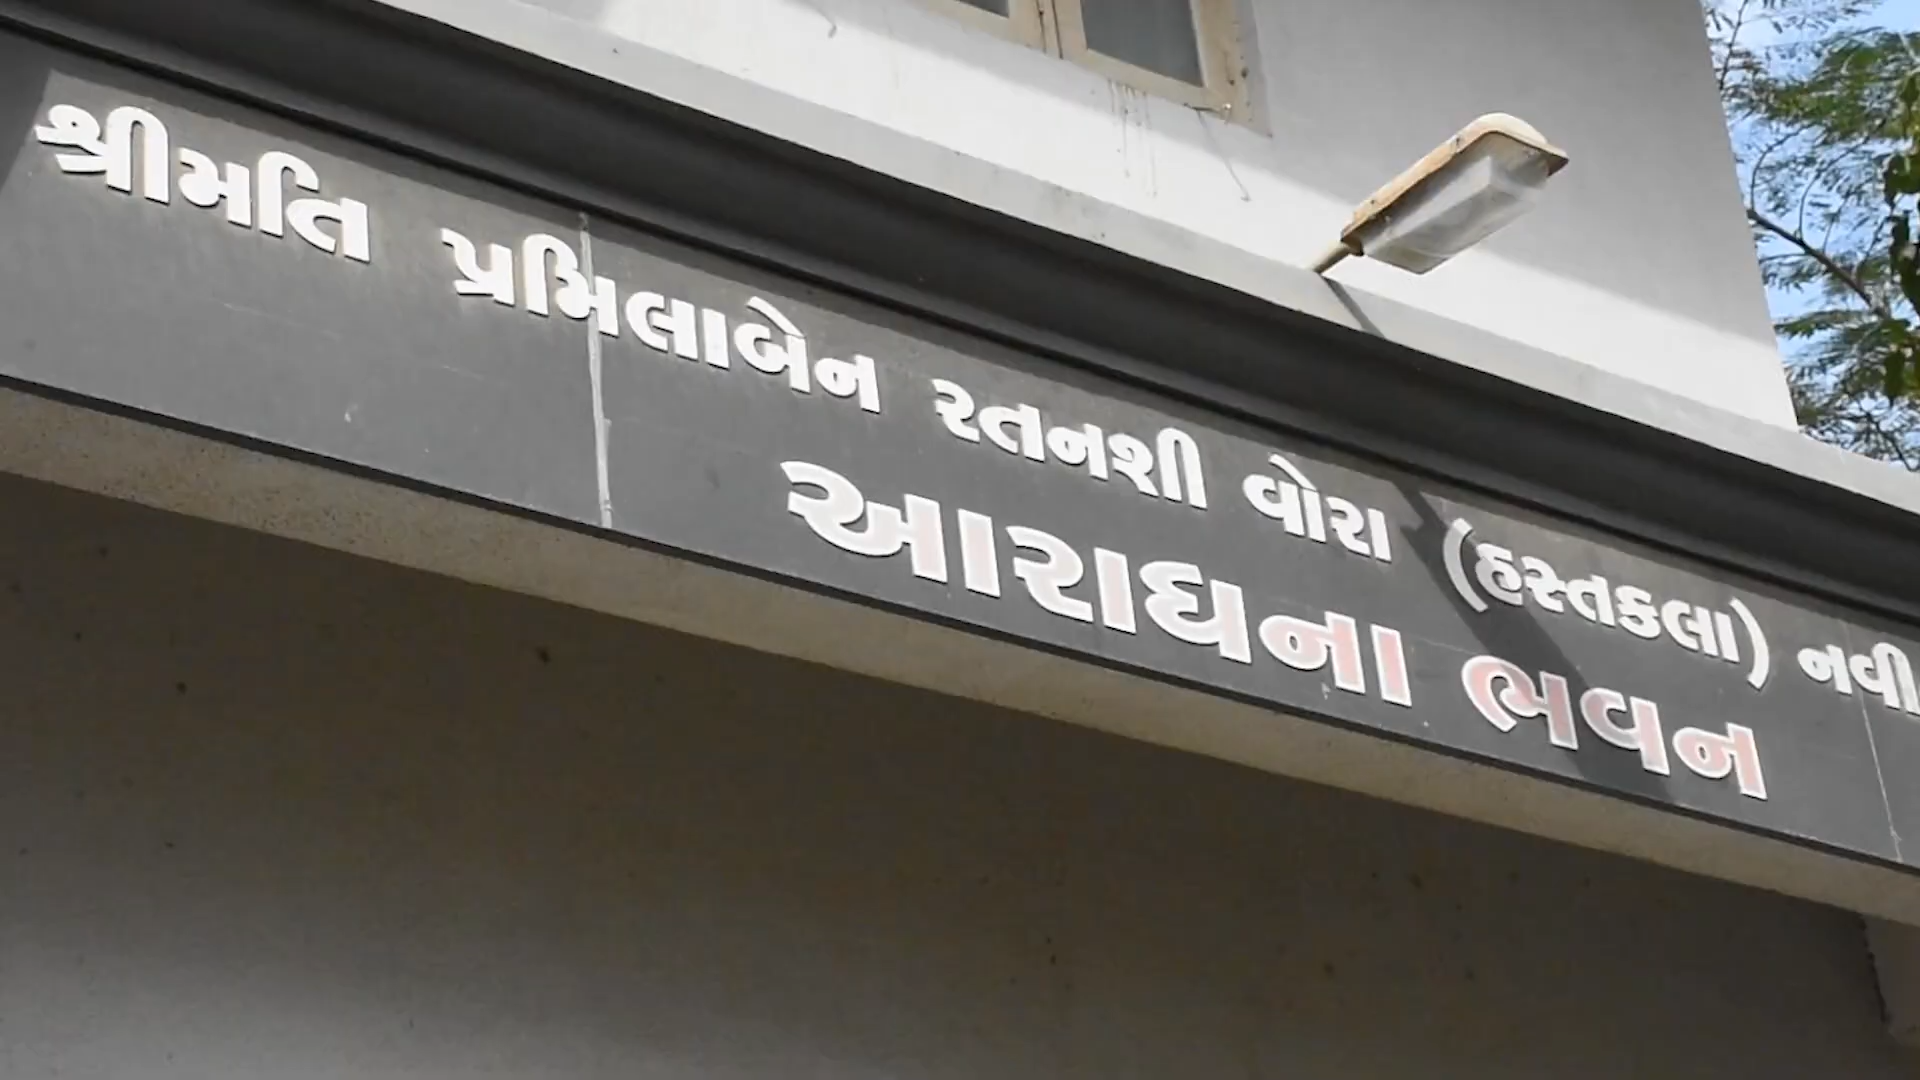 શ્રીમતિ પ્રમિલાબેન રતનશી વોરા (હસ્તકલા) નવી
આરાધના ભવન